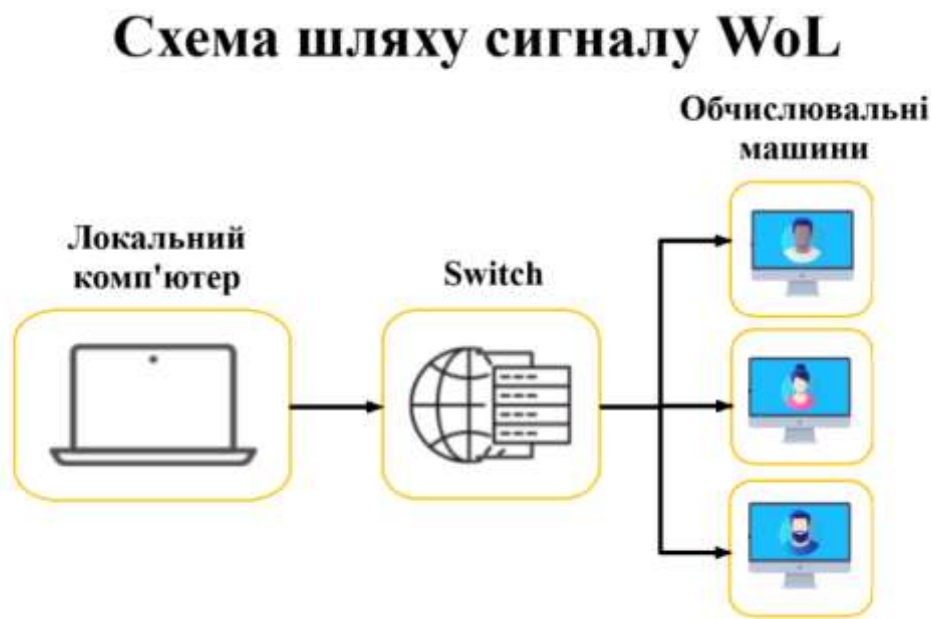 Схема шляху сигналу WoL
Обчислювальні
машини
Локальний
комп'ютер
Switch